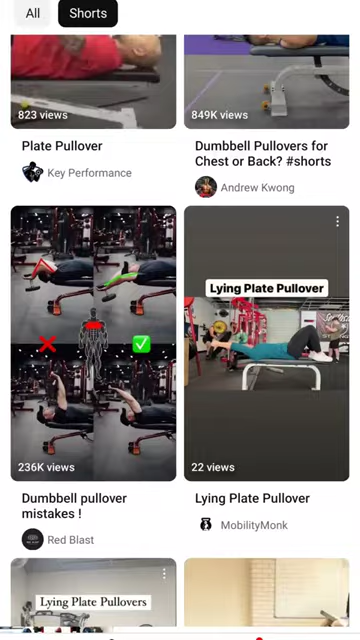 All
Shorts
823 views
849K views
Plate Pullover
Dumbbell Pullovers for
Chest or Back? #shorts
Key Performance
Andrew Kwong
Lying Plate Pullover
236K views
22 views
Dumbbell pullover
mistakes !
Lying Plate Pullover
Red Blast
MobilityMonk
Lying Plate Pullovers